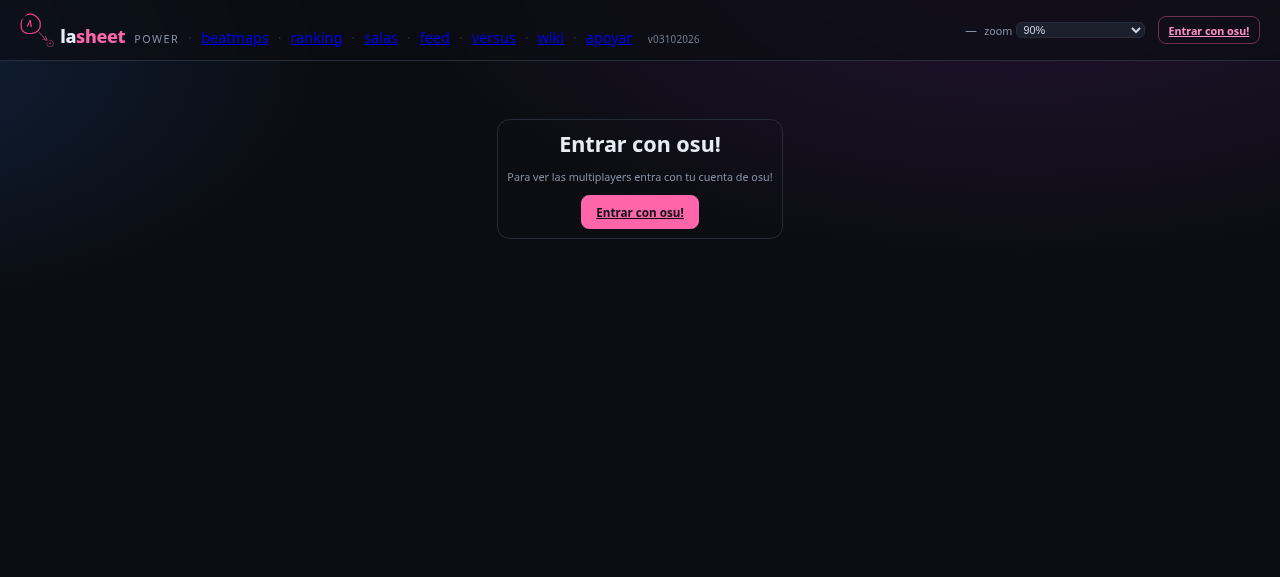 lasheet POWER · beatmaps · ranking · salas · feed · versus · wiki · apoyar v03102026 — zoom 90% Entrar con osu!
Entrar con osu!
Para ver las multiplayers entra con tu cuenta de osu!
Entrar con osu!